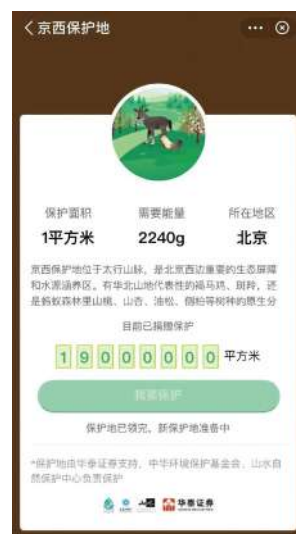 京西保护地
保护面积 需要能量 所在地区
1平方米 2240g 北京
京西保护地位于太行山脉，是北京西边重要的生态屏障
和水源涵养区。有华北山地代表性的褐马鸡、斑羚，还
是蚂蚁森林里山桃、山杏、油松、侧柏等树种的原生分
目前已捐赠保护
19000000 平方米
我要保护
保护地已领完，新保护地准备中
*保护地由华泰证券支持，中华环境保护基金会、山水自
然保护中心负责保护
华泰证券